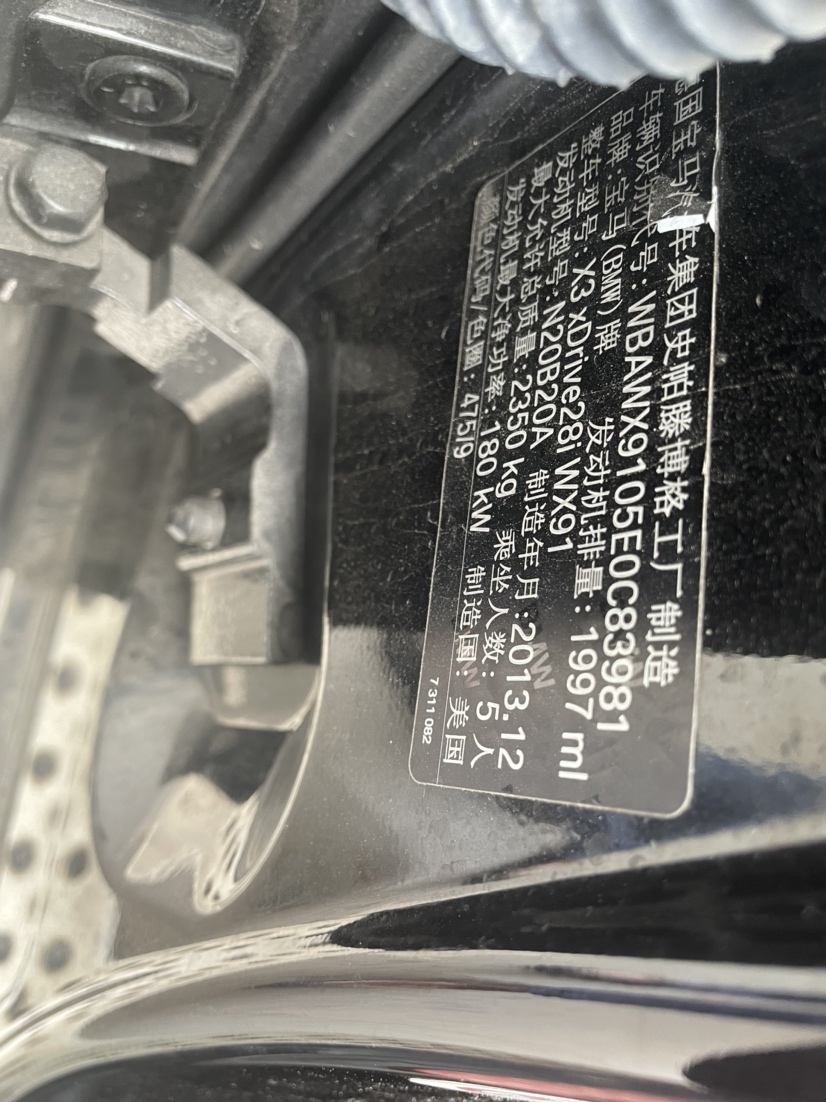 德国宝马汽车集团史帕滕博格工厂制造
车辆识别代号:WBAWX9105E0C83981
品牌:宝马(BMW)牌 发动机排量:1997 ml
整车型号:X3 xDrive28i WX91
发动机型号:N20B20A 制造年月:2013.12
最大允许总质量:2350 kg 乘坐人数:5人
发动机最大净功率:180 kW 制造国:美国
颜色代码/色圈:475/9
7311082